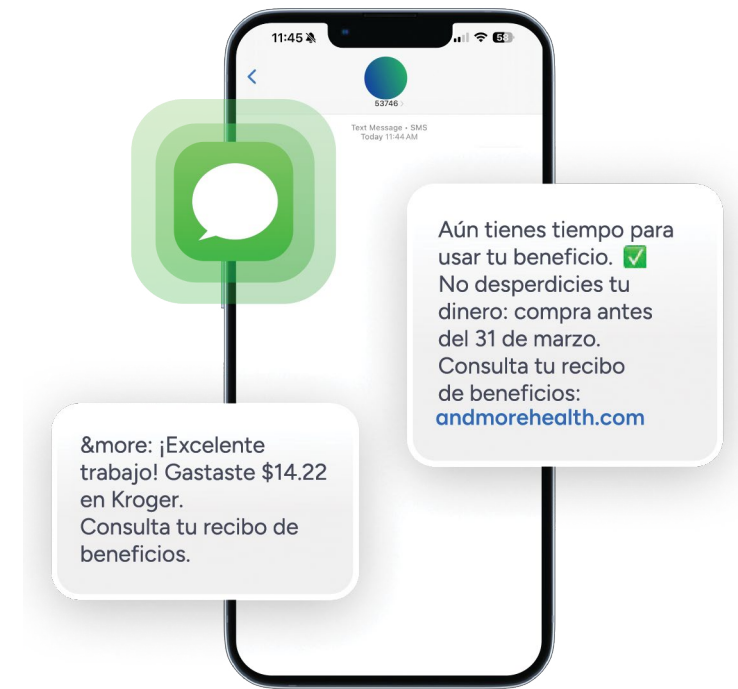 11:45
58
53746
Text Message • SMS
Today 11:44 AM
Aún tienes tiempo para
usar tu beneficio. ✅
No desperdicies tu
dinero: compra antes
del 31 de marzo.
Consulta tu recibo
de beneficios:
andmorehealth.com
&more: ¡Excelente
trabajo! Gastaste $14.22
en Kroger.
Consulta tu recibo de
beneficios.